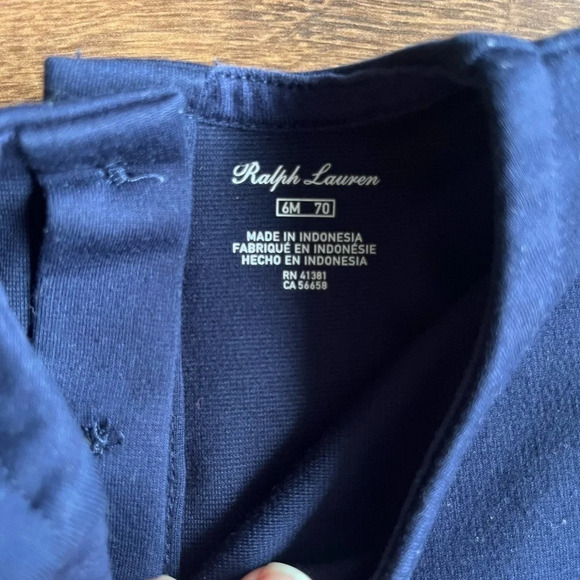 Ralph Lauren
6M 70
MADE IN INDONESIA
FABRIQUÉ EN INDONÉSIE
HECHO EN INDONESIA
RN 41381
CA 56658